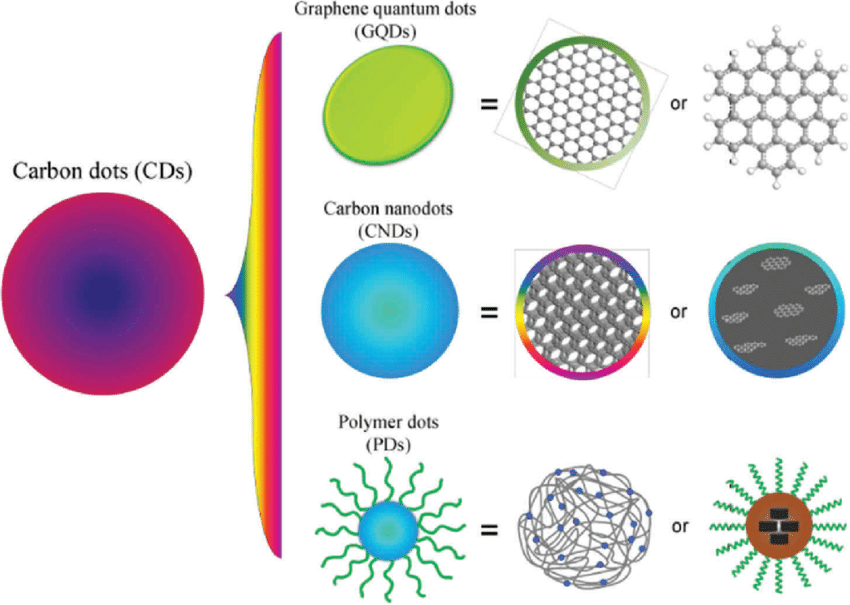 Graphene quantum dots
(GQDs)
=
or
Carbon dots (CDs)
Carbon nanodots
(CNDs)
=
or
Polymer dots
(PDs)
=
or